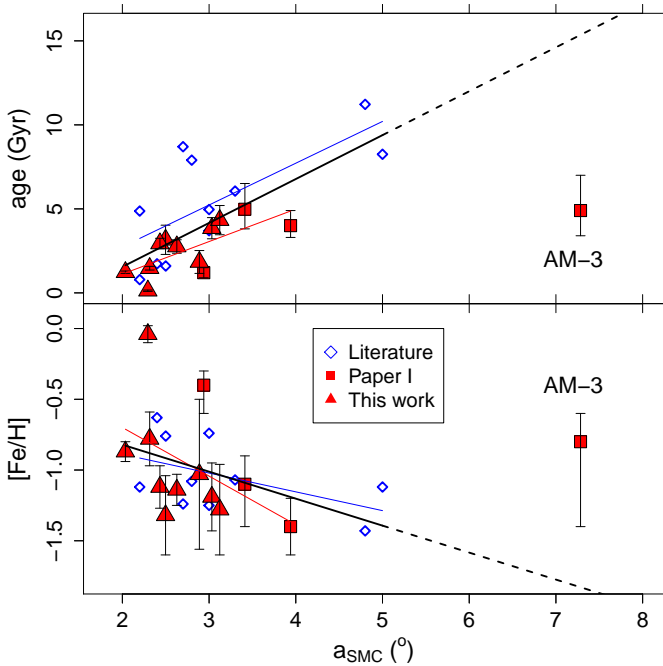 age (Gyr)
15
10
5
0
AM−3
[Fe/H]
0.0
−0.5
−1.0
−1.5
Literature
Paper I
This work
AM−3
2 3 4 5 6 7 8
a_SMC (°)